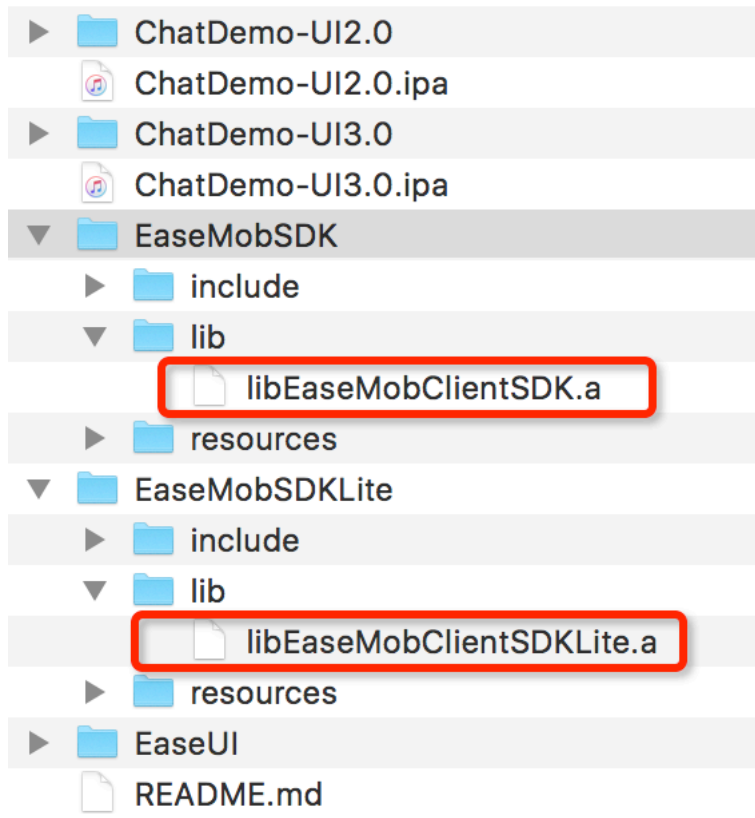 ChatDemo-UI2.0
ChatDemo-UI2.0.ipa
ChatDemo-UI3.0
ChatDemo-UI3.0.ipa
EaseMobSDK
include
lib
libEaseMobClientSDK.a
resources
EaseMobSDKLite
include
lib
libEaseMobClientSDKLite.a
resources
EaseUI
README.md